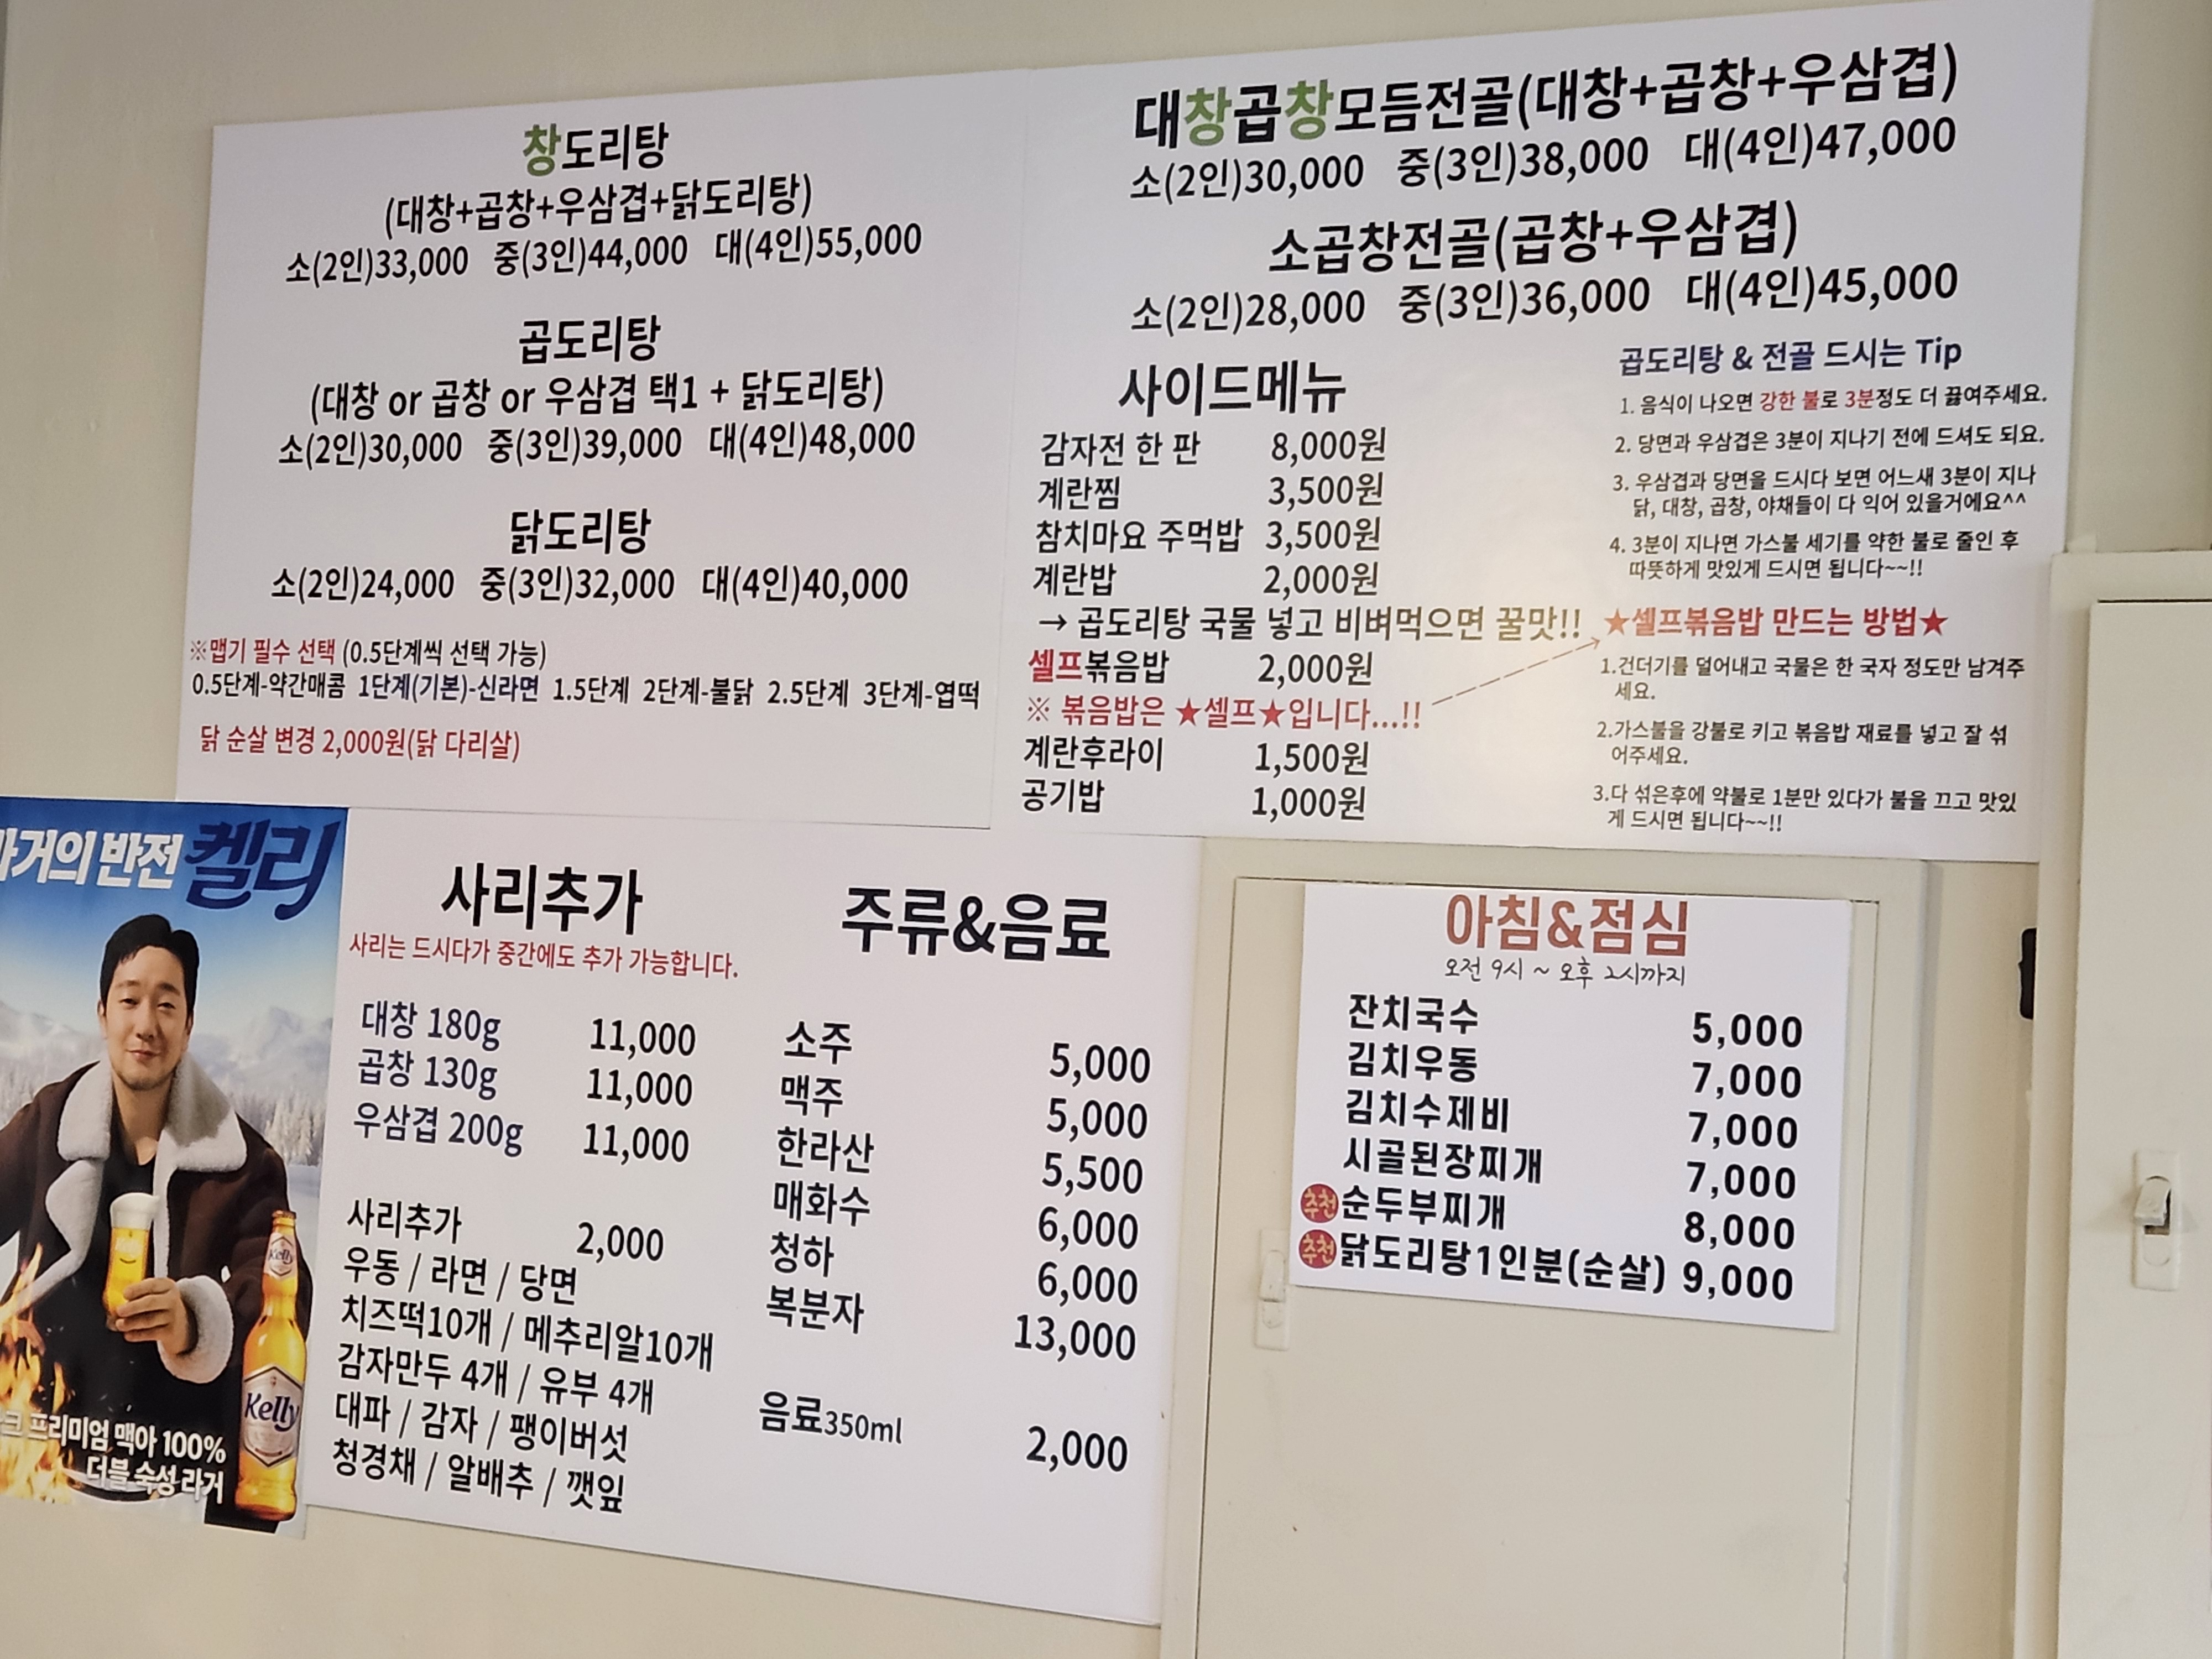 창도리탕
(대창+곱창+우삼겹+닭도리탕)
소(2인)33,000 중(3인)44,000 대(4인)55,000
곱도리탕
(대창 or 곱창 or 우삼겹 택1 + 닭도리탕)
소(2인)30,000 중(3인)39,000 대(4인)48,000
닭도리탕
소(2인)24,000 중(3인)32,000 대(4인)40,000
※맵기 필수 선택 (0.5단계씩 선택 가능)
0.5단계-약간매콤 1단계(기본)-신라면 1.5단계 2단계-불닭 2.5단계 3단계-엽떡
닭 순살 변경 2,000원(닭 다리살)
대창곱창모듬전골(대창+곱창+우삼겹)
소(2인)30,000 중(3인)38,000 대(4인)47,000
소곱창전골(곱창+우삼겹)
소(2인)28,000 중(3인)36,000 대(4인)45,000
사이드메뉴
감자전 한 판 8,000원
계란찜 3,500원
참치마요 주먹밥 3,500원
계란밥 2,000원
→ 곱도리탕 국물 넣고 비벼먹으면 꿀맛!!
셀프볶음밥 2,000원
※ 볶음밥은 ★셀프★입니다...!!
계란후라이 1,500원
공기밥 1,000원
곱도리탕 & 전골 드시는 Tip
1. 음식이 나오면 강한 불로 3분정도 더 끓여주세요.
2. 당면과 우삼겹은 3분이 지나기 전에 드셔도 되요.
3. 우삼겹과 당면을 드시다 보면 어느새 3분이 지나
닭, 대창, 곱창, 야채들이 다 익어 있을거에요^^
4. 3분이 지나면 가스불 세기를 약한 불로 줄인 후
따뜻하게 맛있게 드시면 됩니다~~!!
★셀프볶음밥 만드는 방법★
1.건더기를 덜어내고 국물은 한 국자 정도만 남겨주
세요.
2.가스불을 강불로 키고 볶음밥 재료를 넣고 잘 섞
어주세요.
3.다 섞은후에 약불로 1분만 있다가 불을 끄고 맛있
게 드시면 됩니다~~!!
라거의 반전 켈리
Kelly
Kelly
프리미엄 맥아 100%
더블 숙성 라거
사리추가
사리는 드시다가 중간에도 추가 가능합니다.
대창 180g 11,000
곱창 130g 11,000
우삼겹 200g 11,000
사리추가 2,000
우동 / 라면 / 당면
치즈떡10개 / 메추리알10개
감자만두 4개 / 유부 4개
대파 / 감자 / 팽이버섯
청경채 / 알배추 / 깻잎
주류&음료
소주 5,000
맥주 5,000
한라산 5,500
매화수 6,000
청하 6,000
복분자 13,000
음료350ml 2,000
아침&점심
오전 9시 ~ 오후 2시까지
잔치국수 5,000
김치우동 7,000
김치수제비 7,000
시골된장찌개 7,000
추천 순두부찌개 8,000
추천 닭도리탕1인분(순살) 9,000